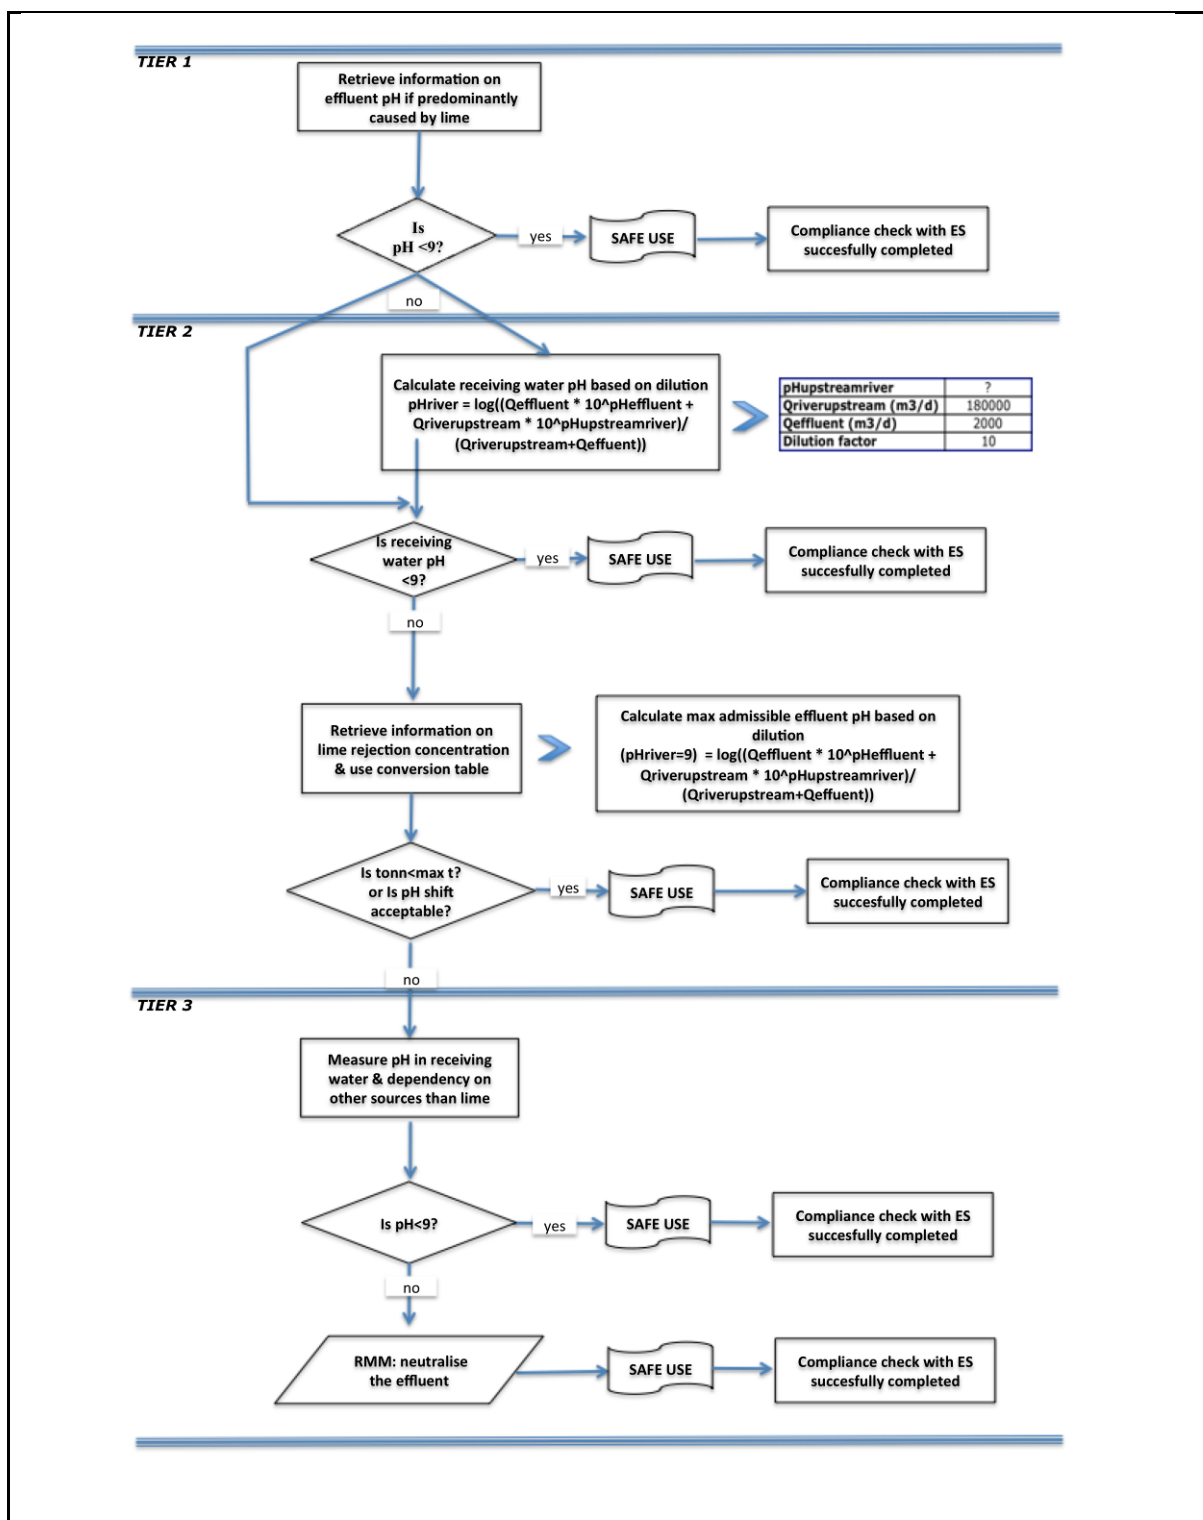 TIER 1
Retrieve information on
effluent pH if predominantly
caused by lime
Is
pH <9?
yes
SAFE USE
Compliance check with ES
succesfully completed
no
TIER 2
Calculate receiving water pH based on dilution
pHriver = log((Qeffluent * 10^pHeffluent +
Qriverupstream * 10^pHupstreamriver)/
(Qriverupstream+Qeffuent))
pHupstreamriver ?
Qriverupstream (m3/d) 180000
Qeffluent (m3/d) 2000
Dilution factor 10
Is receiving
water pH
<9?
yes
SAFE USE
Compliance check with ES
succesfully completed
no
Retrieve information on
lime rejection concentration
& use conversion table
Calculate max admissible effluent pH based on
dilution
(pHriver=9) = log((Qeffluent * 10^pHeffluent +
Qriverupstream * 10^pHupstreamriver)/
(Qriverupstream+Qeffuent))
Is tonn<max t?
or Is pH shift
acceptable?
yes
SAFE USE
Compliance check with ES
succesfully completed
no
TIER 3
Measure pH in receiving
water & dependency on
other sources than lime
Is pH<9?
yes
SAFE USE
Compliance check with ES
succesfully completed
no
RMM: neutralise
the effluent
SAFE USE
Compliance check with ES
succesfully completed